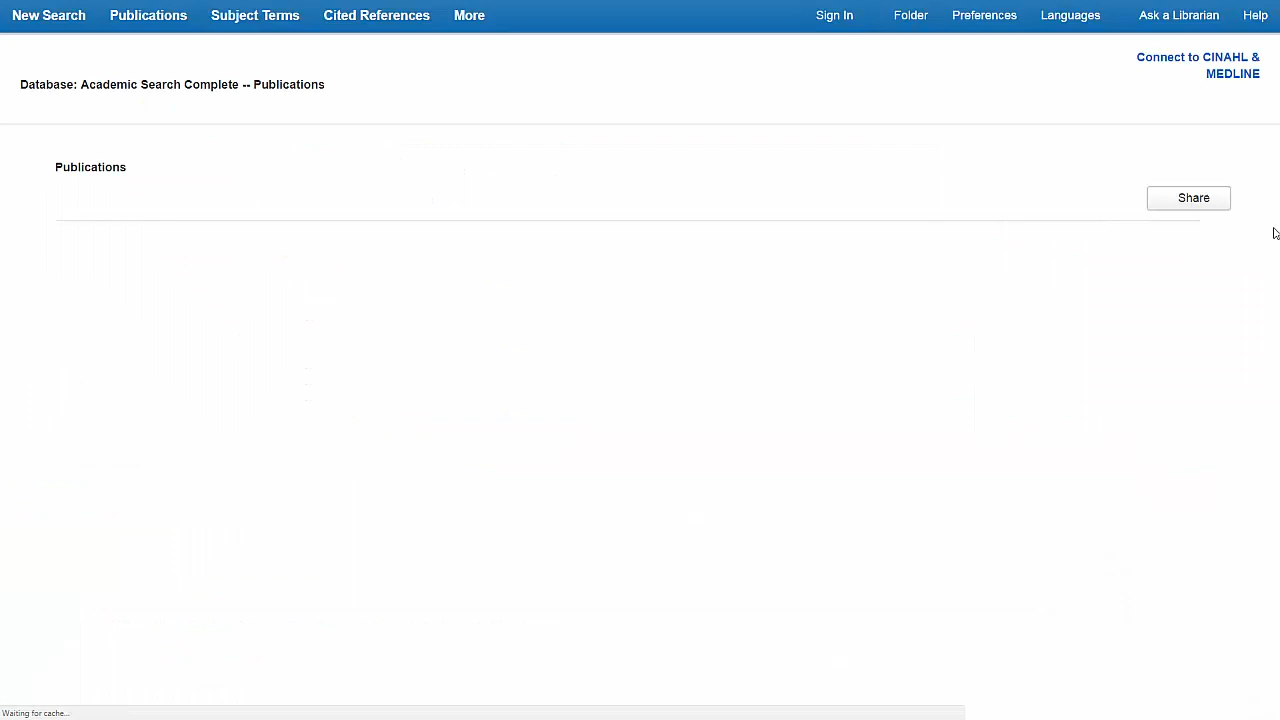 New Search Publications Subject Terms Cited References More Sign In Folder Preferences Languages Ask a Librarian Help
Connect to CINAHL &
MEDLINE
Database: Academic Search Complete -- Publications
Publications
Share
Waiting for cache...